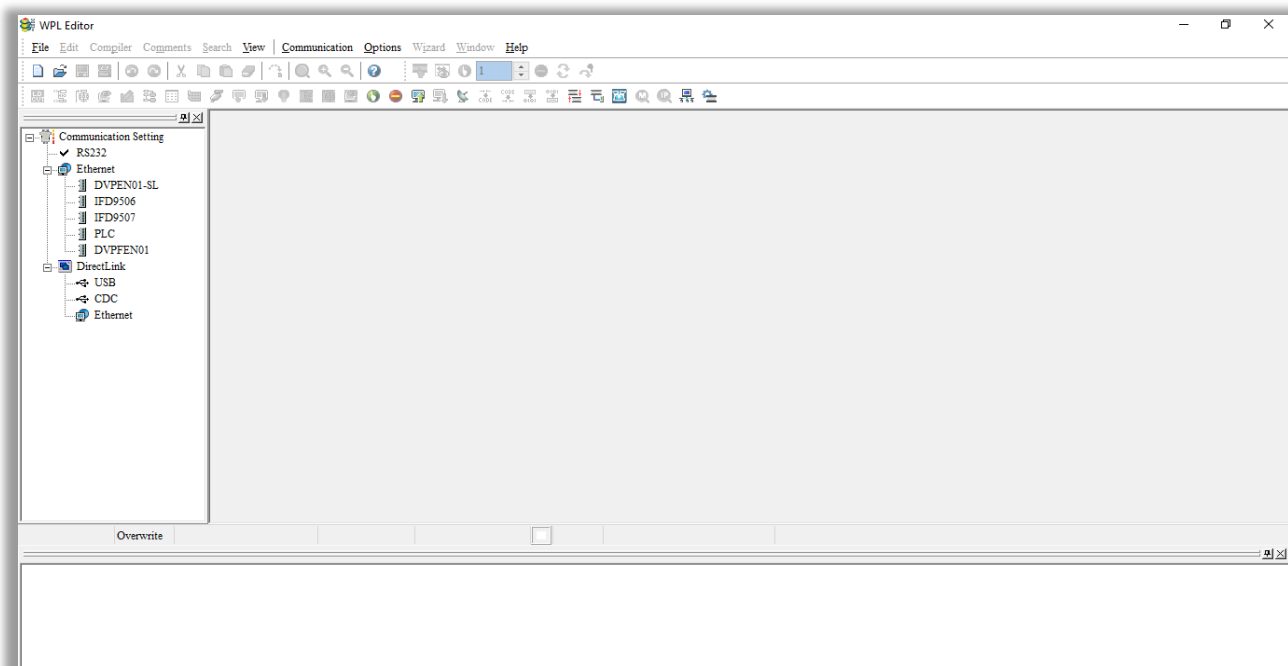 WPL Editor
File Edit Compiler Comments Search View Communication Options Wizard Window Help
1
Communication Setting
RS232
Ethernet
DVPEN01-SL
IFD9506
IFD9507
PLC
DVPFEN01
DirectLink
USB
CDC
Ethernet
Overwrite